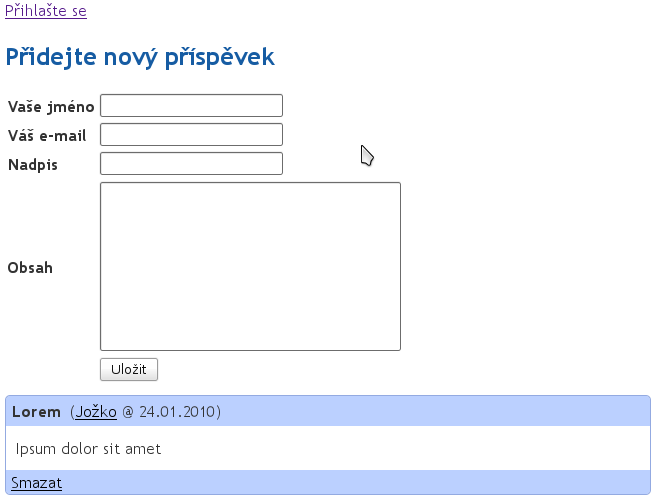 Přihlašte se
Přidejte nový příspěvek
Vaše jméno
Váš e-mail
Nadpis
Obsah
Uložit
Lorem (Jožko @ 24.01.2010)
Ipsum dolor sit amet
Smazat